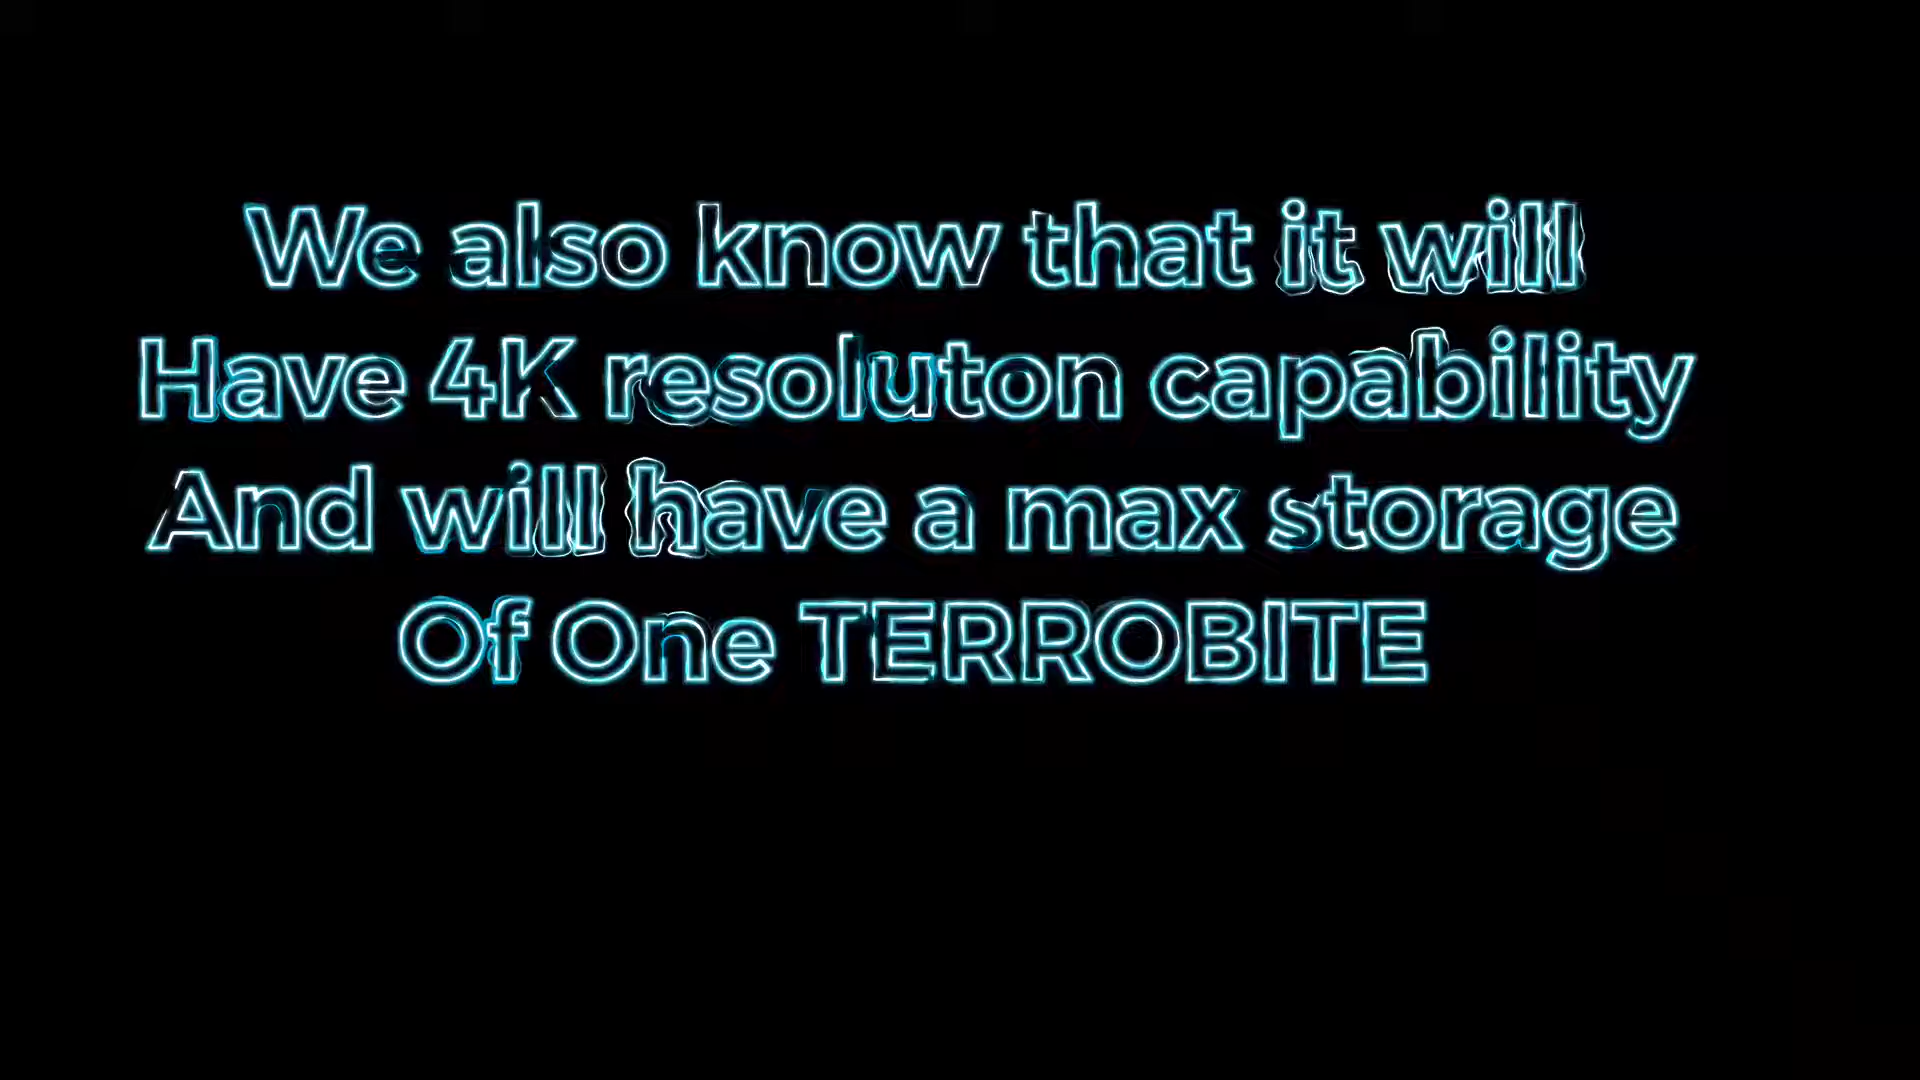 We also know that it will
Have 4K resoluton capability
And will have a max storage
Of One TERROBITE